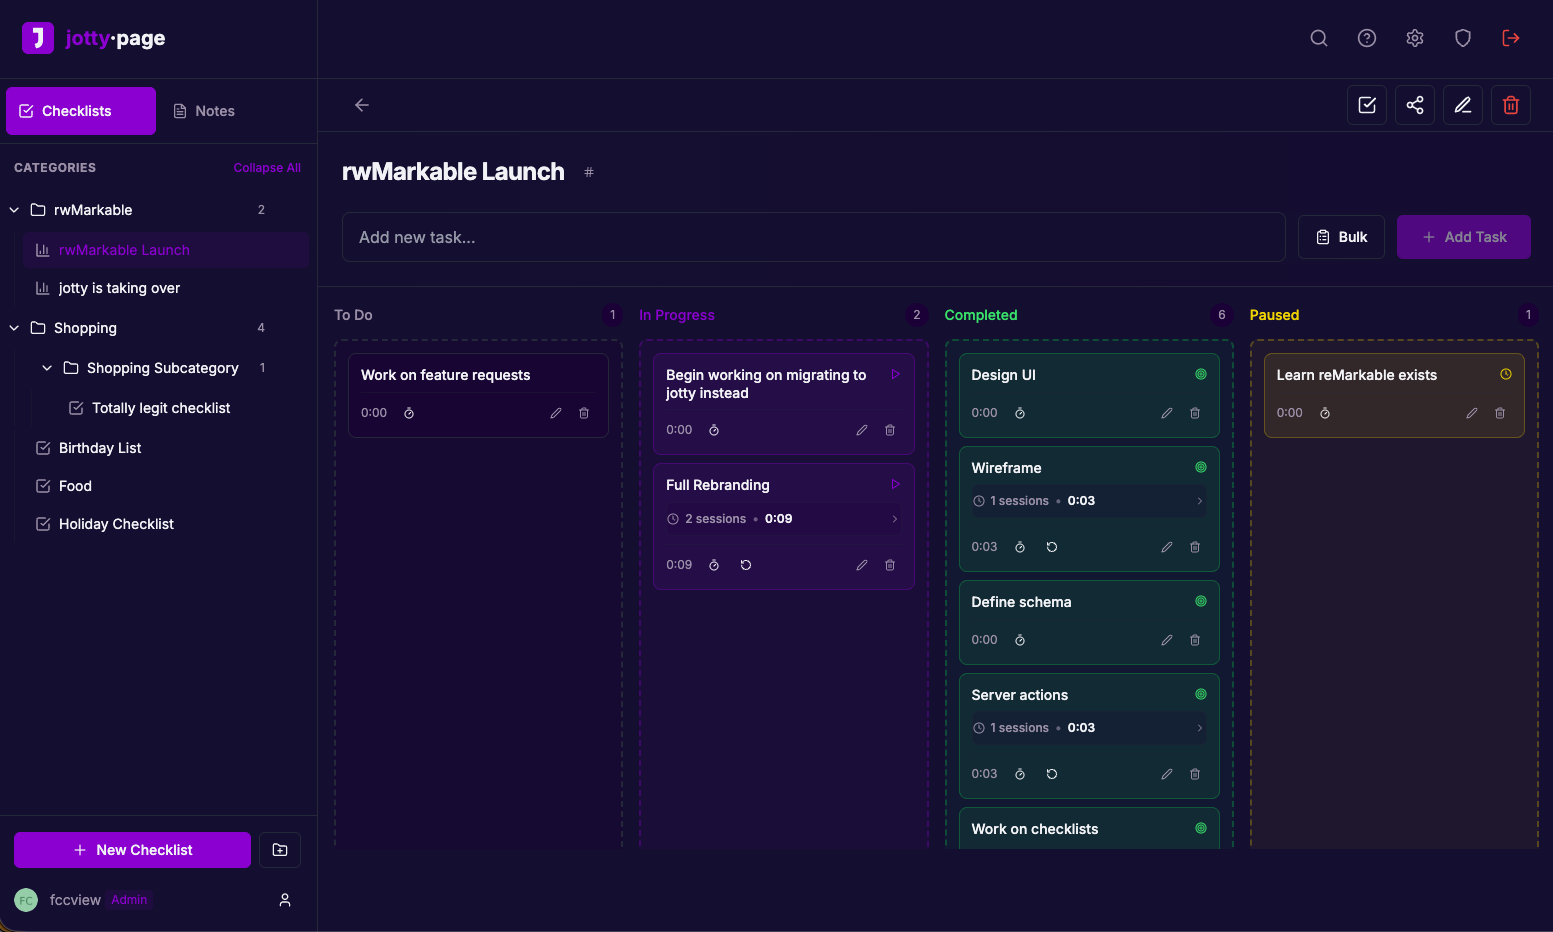 jotty·page
Checklists
Notes
CATEGORIES
Collapse All
rwMarkable
2
rwMarkable Launch
jotty is taking over
Shopping
4
Shopping Subcategory
1
Totally legit checklist
Birthday List
Food
Holiday Checklist
New Checklist
FC
fccview
Admin
rwMarkable Launch
#
Add new task...
Bulk
Add Task
To Do
1
Work on feature requests
0:00
In Progress
2
Begin working on migrating to
jotty instead
0:00
Full Rebranding
2 sessions • 0:09
0:09
Completed
6
Design UI
0:00
Wireframe
1 sessions • 0:03
0:03
Define schema
0:00
Server actions
1 sessions • 0:03
0:03
Work on checklists
Paused
1
Learn reMarkable exists
0:00